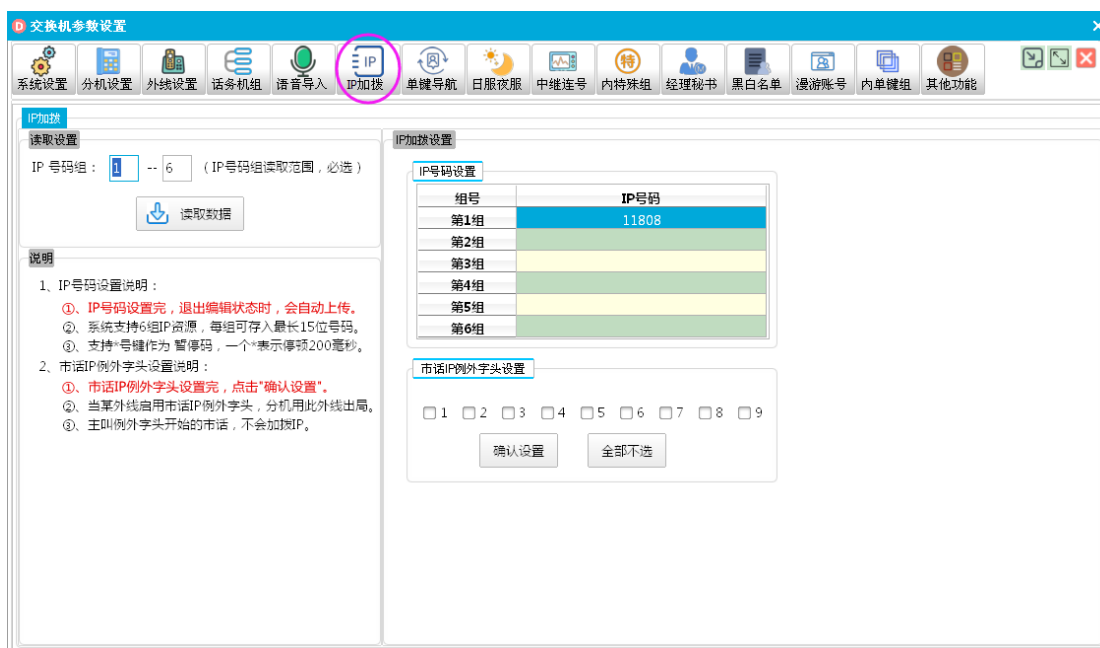 D 交换机参数设置
系统设置 分机设置 外线设置 话务机组 语音导入 IP加拨 单键导航 日服夜服 中继连号 内特殊组 经理秘书 黑白名单 漫游账号 内单键组 其他功能
IP
特
IP加拨
读取设置
IP 号码组： 1 -- 6 （IP号码组读取范围，必选）
读取数据
说明
1、IP号码设置说明：
①、IP号码设置完，退出编辑状态时，会自动上传。
②、系统支持6组IP资源，每组可存入最长15位号码。
③、支持*号键作为 暂停码，一个*表示停顿200毫秒。
2、市话IP例外字头设置说明：
①、市话IP例外字头设置完，点击"确认设置"。
②、当某外线启用市话IP例外字头，分机用此外线出局。
③、主叫例外字头开始的市话，不会加拨IP。
IP加拨设置
IP号码设置
组号 IP号码
第1组 11808
第2组
第3组
第4组
第5组
第6组
市话IP例外字头设置
1 2 3 4 5 6 7 8 9
确认设置 全部不选